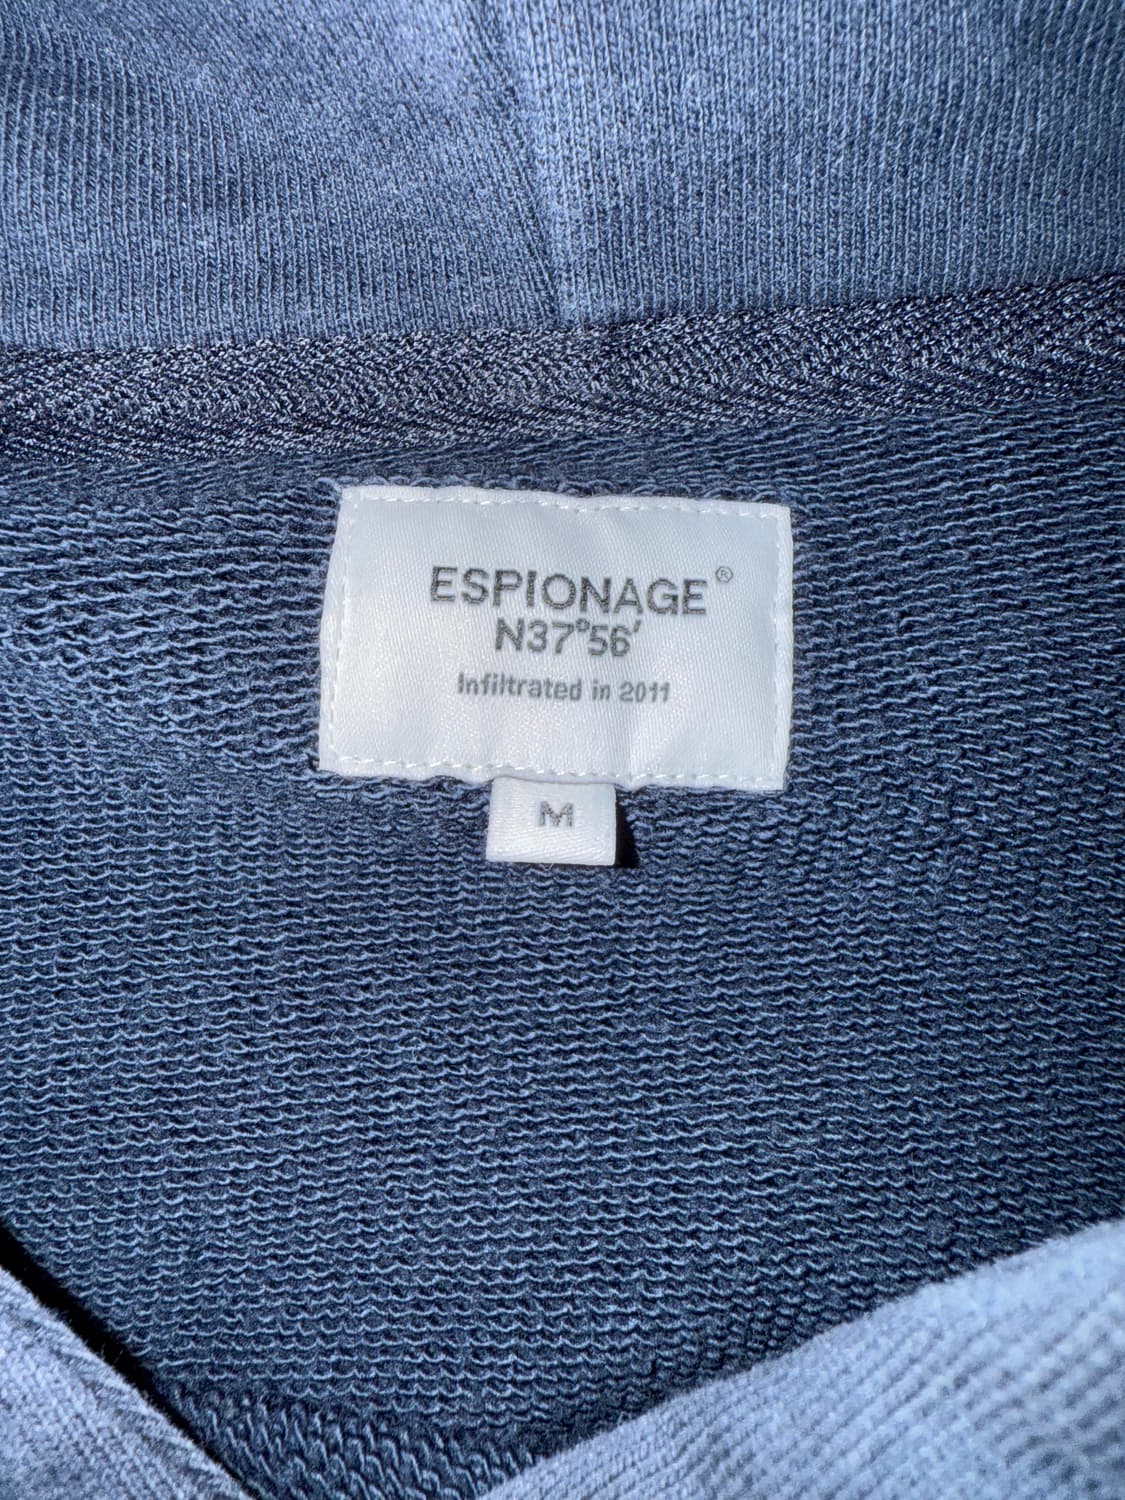 ESPIONAGE®
N37°56'
Infiltrated in 2011
M